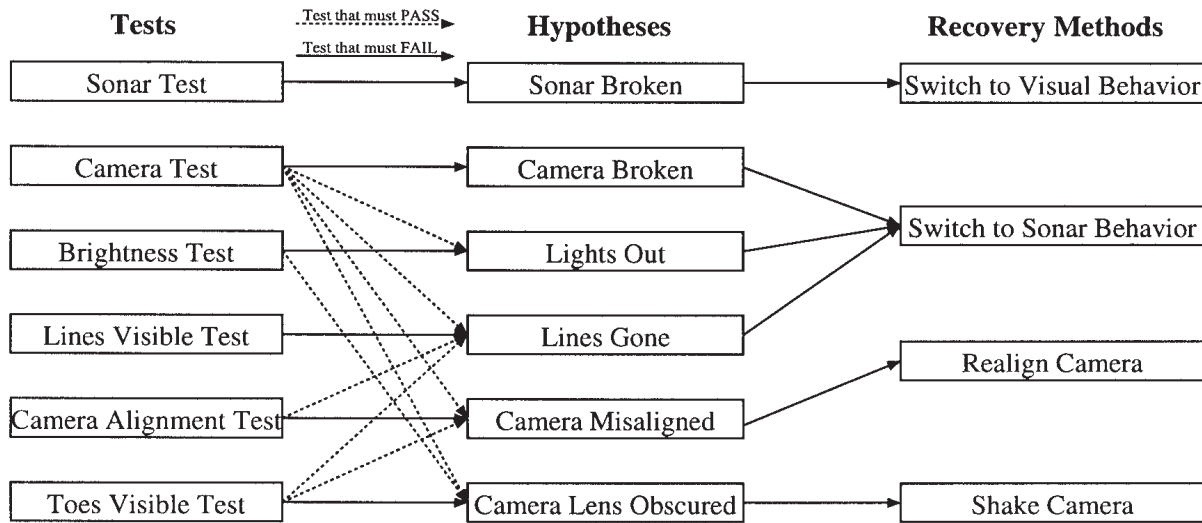 Tests
Test that must PASS
Test that must FAIL
Hypotheses
Recovery Methods
Sonar Test
Sonar Broken
Switch to Visual Behavior
Camera Test
Camera Broken
Switch to Sonar Behavior
Brightness Test
Lights Out
Lines Visible Test
Lines Gone
Realign Camera
Camera Alignment Test
Camera Misaligned
Toes Visible Test
Camera Lens Obscured
Shake Camera